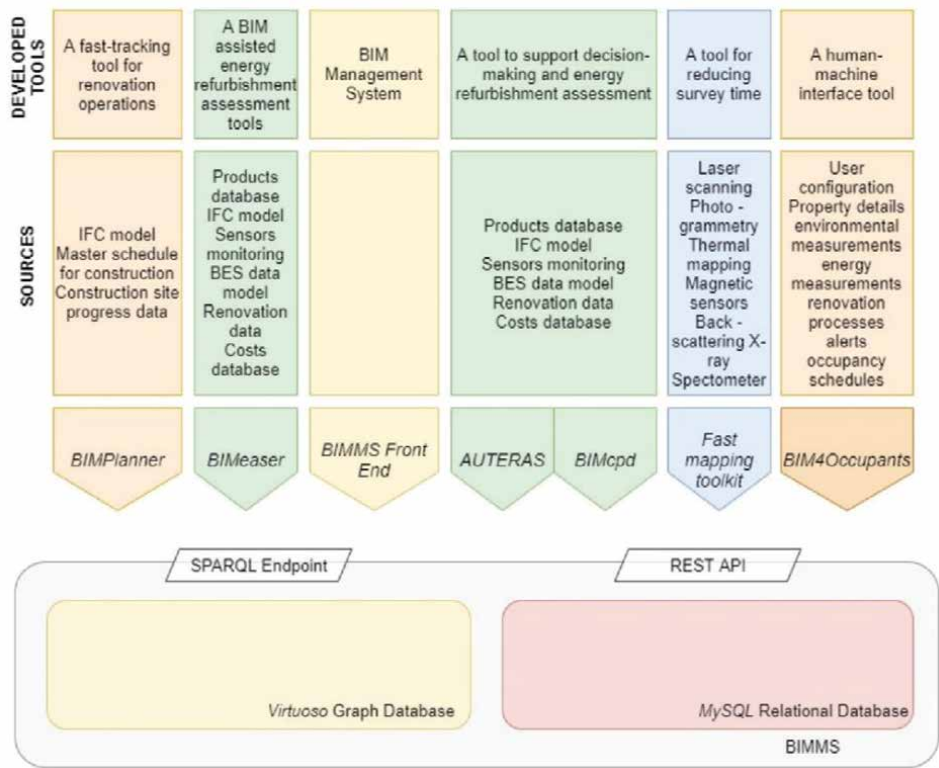 DEVELOPED
TOOLS
A fast-tracking
tool for
renovation
operations
A BIM
assisted
energy
refurbishment
assessment
tools
BIM
Management
System
A tool to support decision-
making and energy
refurbishment assessment
A tool for
reducing
survey time
A human-
machine
interface tool
SOURCES
IFC model
Master schedule
for construction
Construction site
progress data
Products
database
IFC model
Sensors
monitoring
BES data
model
Renovation
data
Costs
database
Products database
IFC model
Sensors monitoring
BES data model
Renovation data
Costs database
Laser
scanning
Photo -
grammetry
Thermal
mapping
Magnetic
sensors
Back -
scattering X-
ray
Spectometer
User
configuration
Property details
environmental
measurements
energy
measurements
renovation
processes
alerts
occupancy
schedules
BIMPlanner
BIMeaser
BIMMS Front
End
AUTERAS
BIMcpd
Fast
mapping
toolkit
BIM4Occupants
SPARQL Endpoint
REST API
Virtuoso Graph Database
MySQL Relational Database
BIMMS